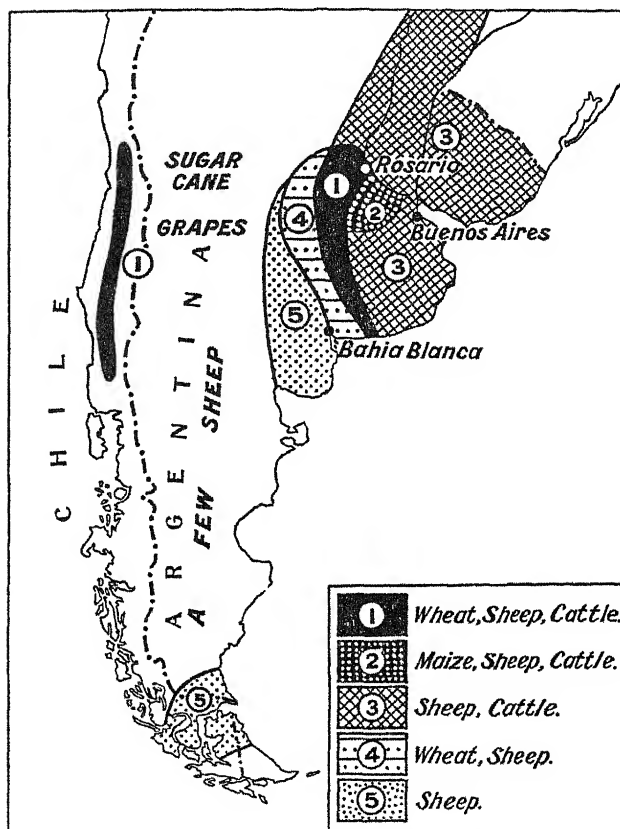 SUGAR
CANE
GRAPES
CHILE
ARGENTINA
A FEW SHEEP
1
1
2
3
3
4
5
5
Rosario
Buenos Aires
Bahia Blanca
1 Wheat, Sheep, Cattle.
2 Maize, Sheep, Cattle.
3 Sheep, Cattle.
4 Wheat, Sheep.
5 Sheep.